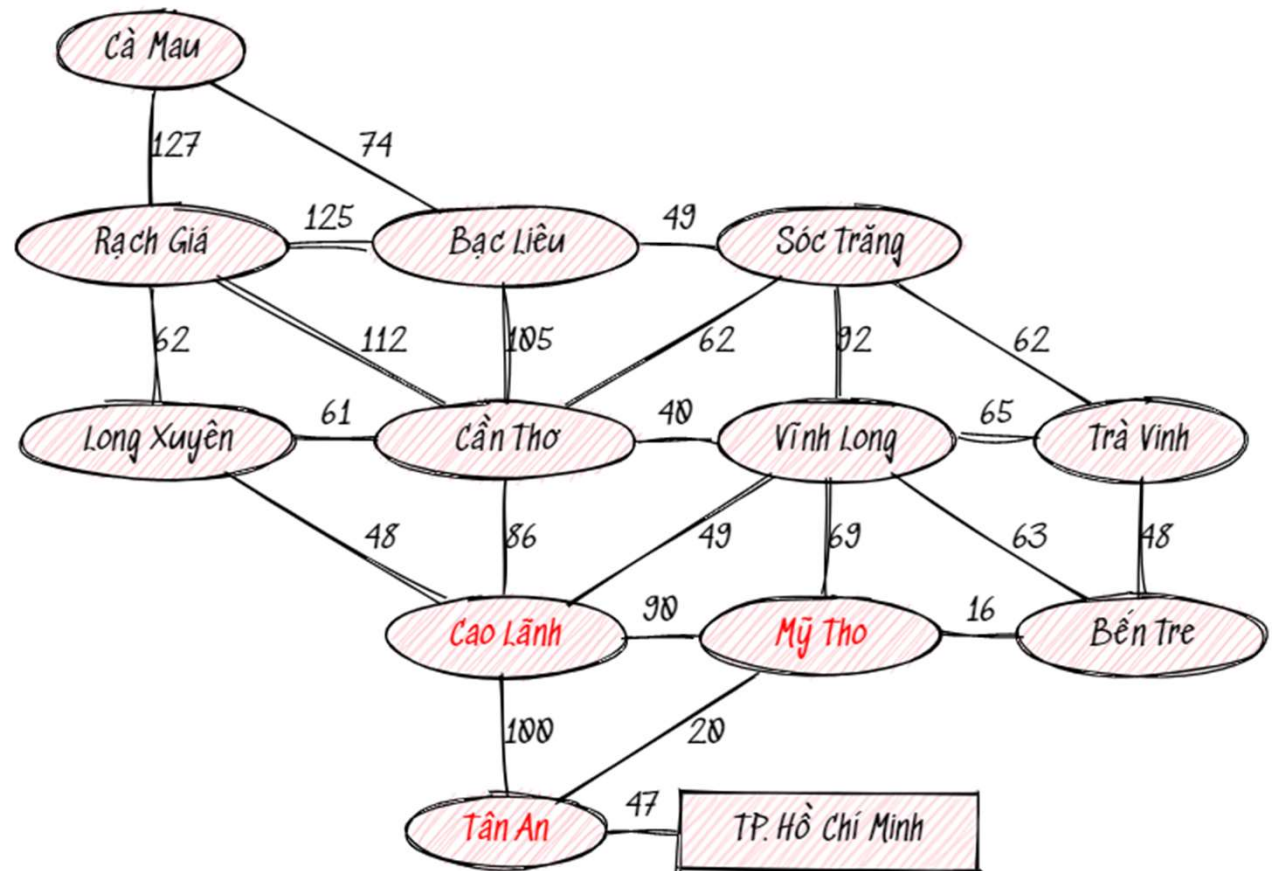 Cà Mau
127
74
Rạch Giá
125
Bạc Liêu
49
Sóc Trăng
62
112
105
62
92
62
Long Xuyên
61
Cần Thơ
40
Vĩnh Long
65
Trà Vinh
48
86
49
69
63
48
Cao Lãnh
90
Mỹ Tho
16
Bến Tre
100
20
Tân An
47
TP. Hồ Chí Minh